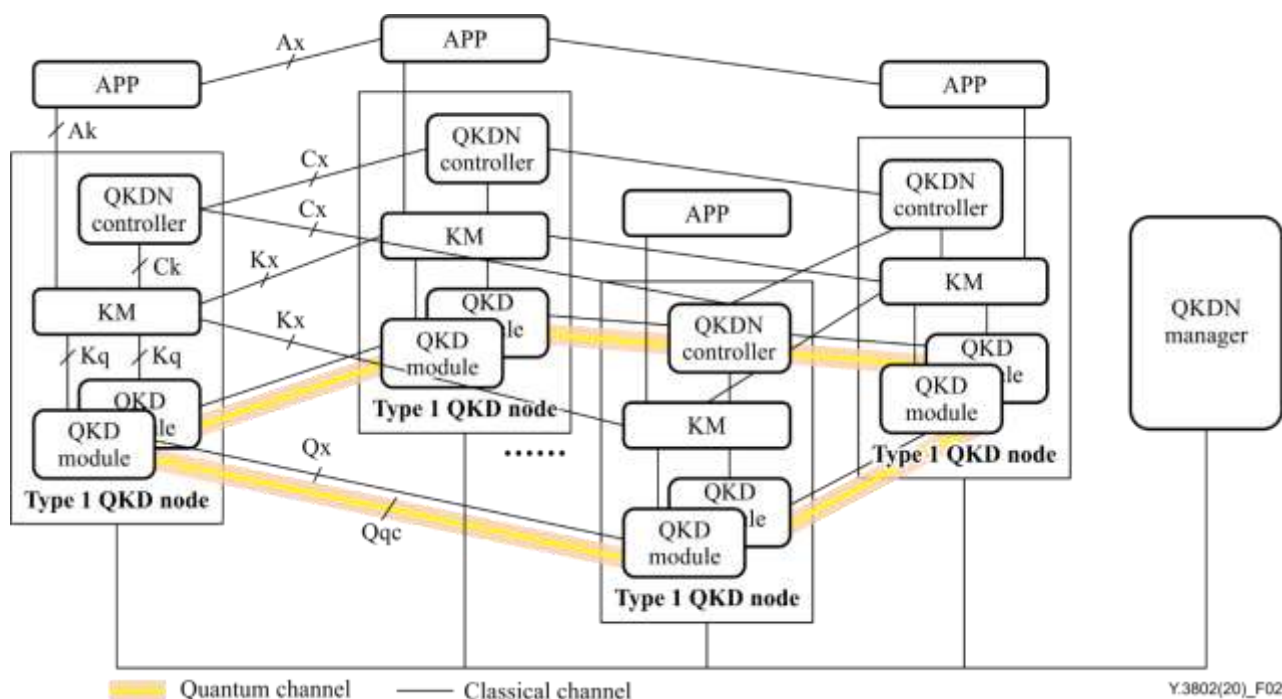 APP
Ax
APP
APP
Ak
QKDN
controller
Cx
QKDN
controller
QKDN
controller
Cx
APP
KM
Ck
Kx
KM
KM
Kx
QKDN
controller
QKDN
manager
Kq
Kq
QKD
QKD
module
QKD
QKD
module
QKD
QKD
module
Type 1 QKD node
KM
Type 1 QKD node
Type 1 QKD node
Qx
......
Qqc
QKD
QKD
module
Type 1 QKD node
Quantum channel
Classical channel
Y.3802(20)_F02